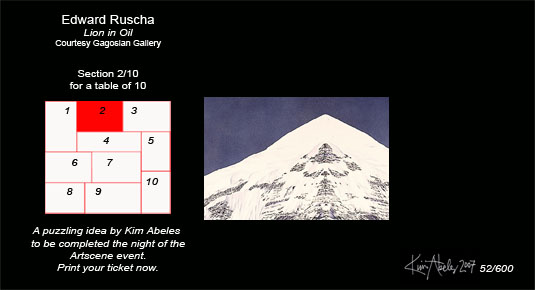 Edward Ruscha
Lion in Oil
Courtesy Gagosian Gallery
Section 2/10
for a table of 10
1 2 3
4 5
6 7
8 9 10
A puzzling idea by Kim Abeles
to be completed the night of the
Artscene event.
Print your ticket now.
Kim Abeles 2007 52/600